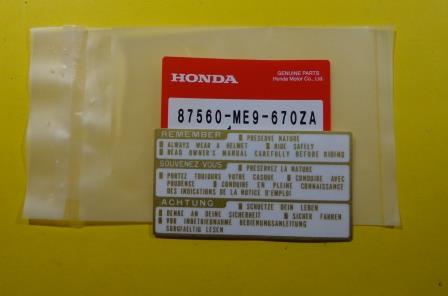 HONDA
GENUINE PARTS
Honda Motor Co., Ltd.
87560-ME9-670ZA
REMEMBER
PRESERVE NATURE
ALWAYS WEAR A HELMET RIDE SAFELY
READ OWNER'S MANUAL CAREFULLY BEFORE RIDING
SOUVENEZ-VOUS
PRESERVEZ LA NATURE
PORTEZ TOUJOURS VOTRE CASQUE CONDUIRE AVEC
PRUDENSE CONDUIRE EN PLEINE CONNAISSANCE
DES INDICATIONS DE LA NOTICE D'EMPLOI
ACHTUNG
SCHUETZE DEIN LEBEN
DENKE AN DEINE SICHERHEIT SICHER FAHREN
VOR INBETRIEBNAHME BEDIENUNGSANLEITUNG
SORGFAELTIG LESEN